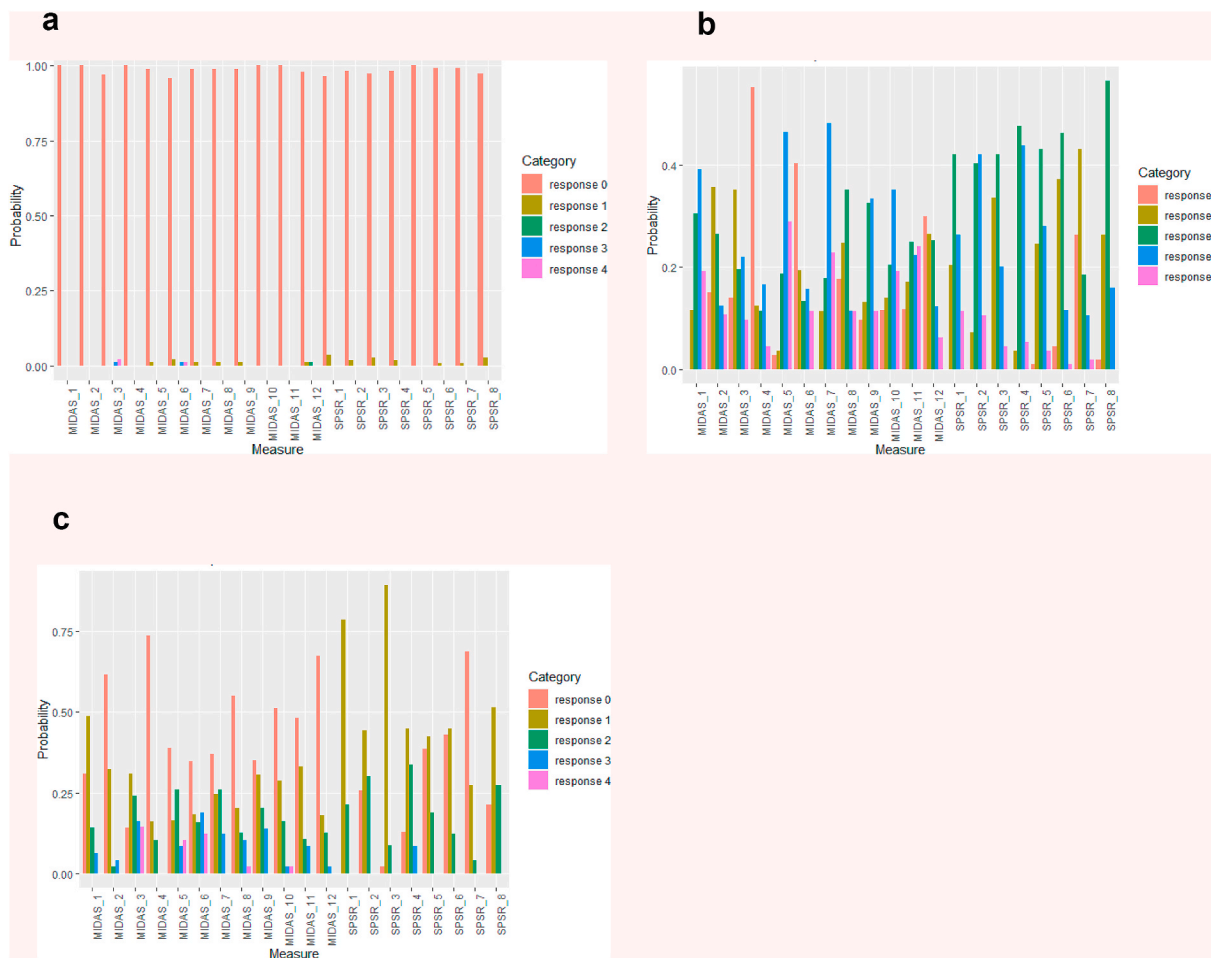 a
1.00
0.75
0.50
0.25
0.00
Probability
MIDAS_1
MIDAS_2
MIDAS_3
MIDAS_4
MIDAS_5
MIDAS_6
MIDAS_7
MIDAS_8
MIDAS_9
MIDAS_10
MIDAS_11
MIDAS_12
SPSR_1
SPSR_2
SPSR_3
SPSR_4
SPSR_5
SPSR_6
SPSR_7
SPSR_8
Measure
Category
response 0
response 1
response 2
response 3
response 4
b
0.4
0.2
0.0
Probability
MIDAS_1
MIDAS_2
MIDAS_3
MIDAS_4
MIDAS_5
MIDAS_6
MIDAS_7
MIDAS_8
MIDAS_9
MIDAS_10
MIDAS_11
MIDAS_12
SPSR_1
SPSR_2
SPSR_3
SPSR_4
SPSR_5
SPSR_6
SPSR_7
SPSR_8
Measure
Category
response
response
response
response
response
c
0.75
0.50
0.25
0.00
Probability
MIDAS_1
MIDAS_2
MIDAS_3
MIDAS_4
MIDAS_5
MIDAS_6
MIDAS_7
MIDAS_8
MIDAS_9
MIDAS_10
MIDAS_11
MIDAS_12
SPSR_1
SPSR_2
SPSR_3
SPSR_4
SPSR_5
SPSR_6
SPSR_7
SPSR_8
Measure
Category
response 0
response 1
response 2
response 3
response 4